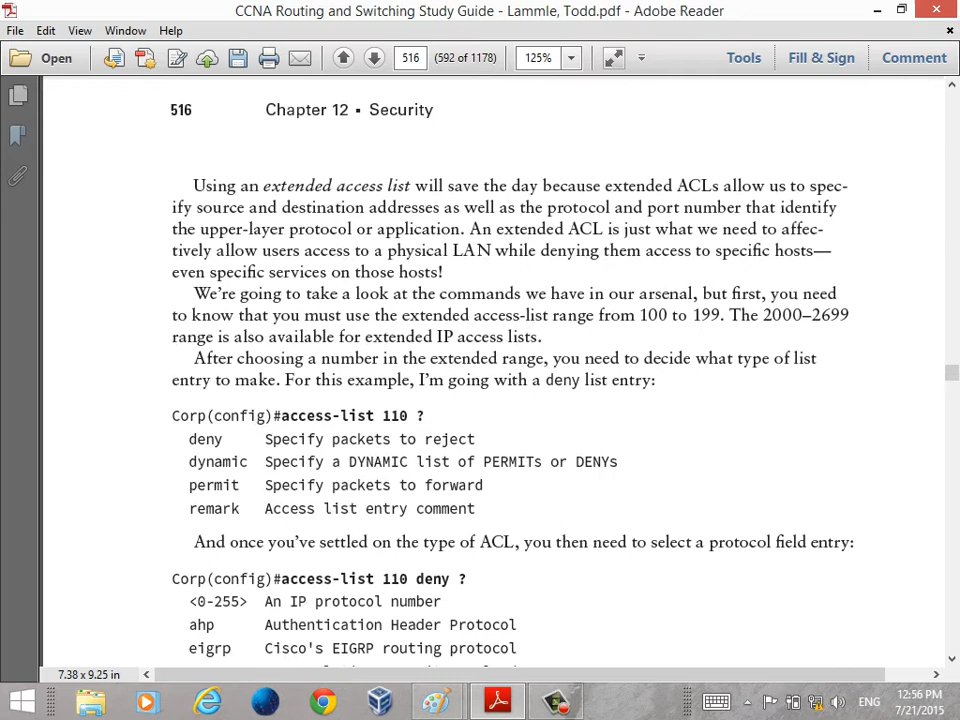 CCNA Routing and Switching Study Guide - Lammle, Todd.pdf - Adobe Reader
File Edit View Window Help
Open 516 (592 of 1178) 125% Tools Fill & Sign Comment
516 Chapter 12 ▪ Security
Using an extended access list will save the day because extended ACLs allow us to spec-
ify source and destination addresses as well as the protocol and port number that identify
the upper-layer protocol or application. An extended ACL is just what we need to affec-
tively allow users access to a physical LAN while denying them access to specific hosts—
even specific services on those hosts!
We’re going to take a look at the commands we have in our arsenal, but first, you need
to know that you must use the extended access-list range from 100 to 199. The 2000–2699
range is also available for extended IP access lists.
After choosing a number in the extended range, you need to decide what type of list
entry to make. For this example, I’m going with a deny list entry:
Corp(config)#access-list 110 ?
deny Specify packets to reject
dynamic Specify a DYNAMIC list of PERMITs or DENYs
permit Specify packets to forward
remark Access list entry comment
And once you’ve settled on the type of ACL, you then need to select a protocol field entry:
Corp(config)#access-list 110 deny ?
<0-255> An IP protocol number
ahp Authentication Header Protocol
eigrp Cisco's EIGRP routing protocol
7.38 x 9.25 in
ENG
12:56 PM
7/21/2015